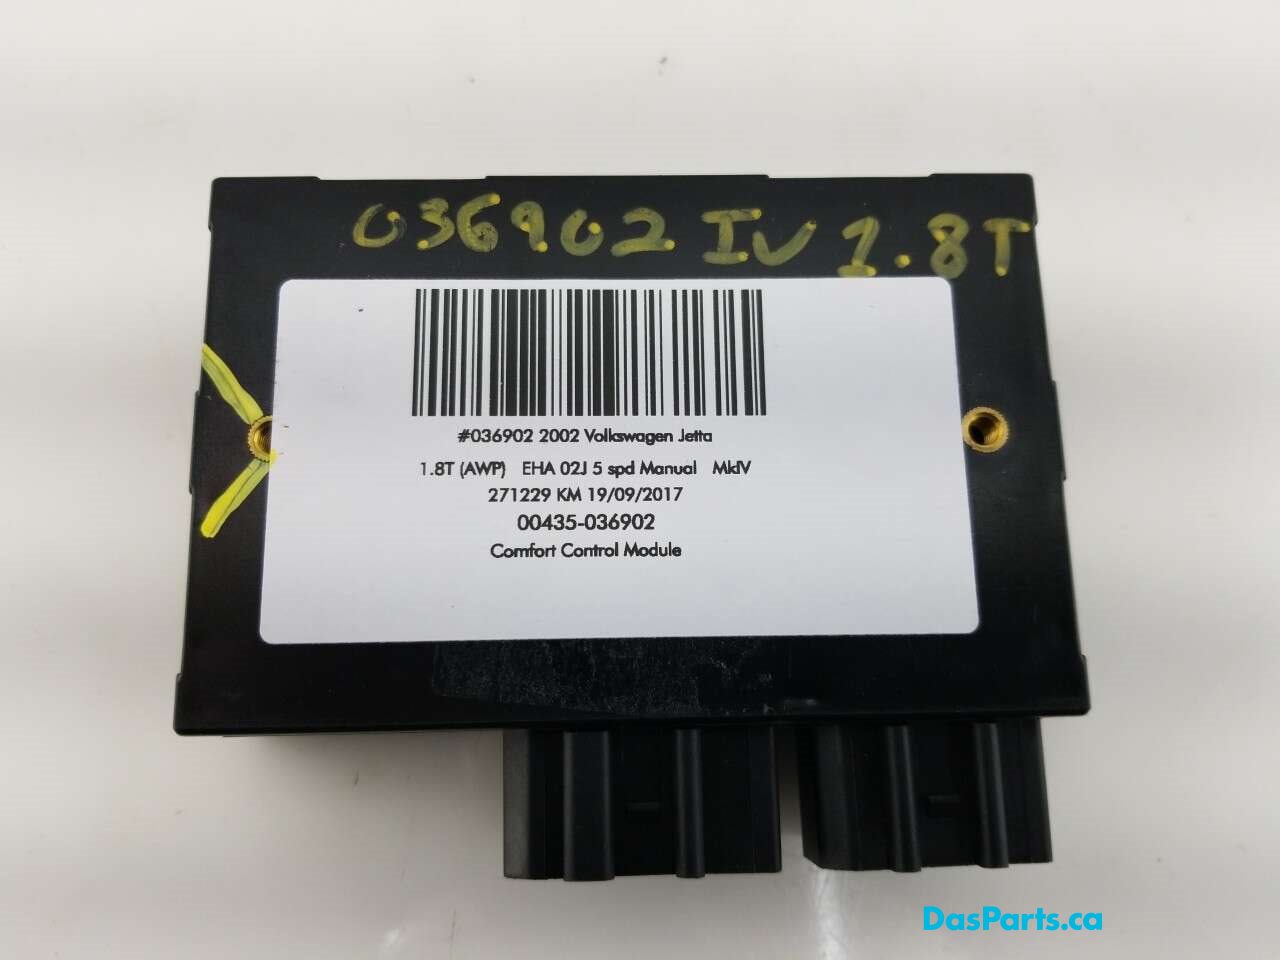 036902 IV 1.8T
#036902 2002 Volkswagen Jetta
1.8T (AWP) EHA 02J 5 spd Manual MkIV
271229 KM 19/09/2017
00435-036902
Comfort Control Module
DasParts.ca